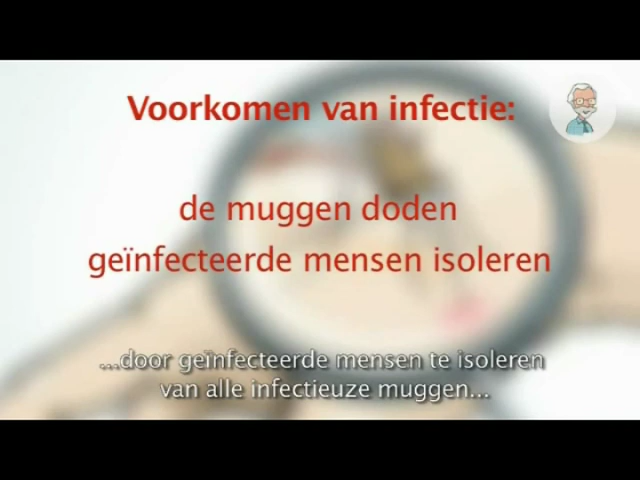 Voorkomen van infectie:
de muggen doden
geïnfecteerde mensen isoleren
...door geïnfecteerde mensen te isoleren
van alle infectieuze muggen...